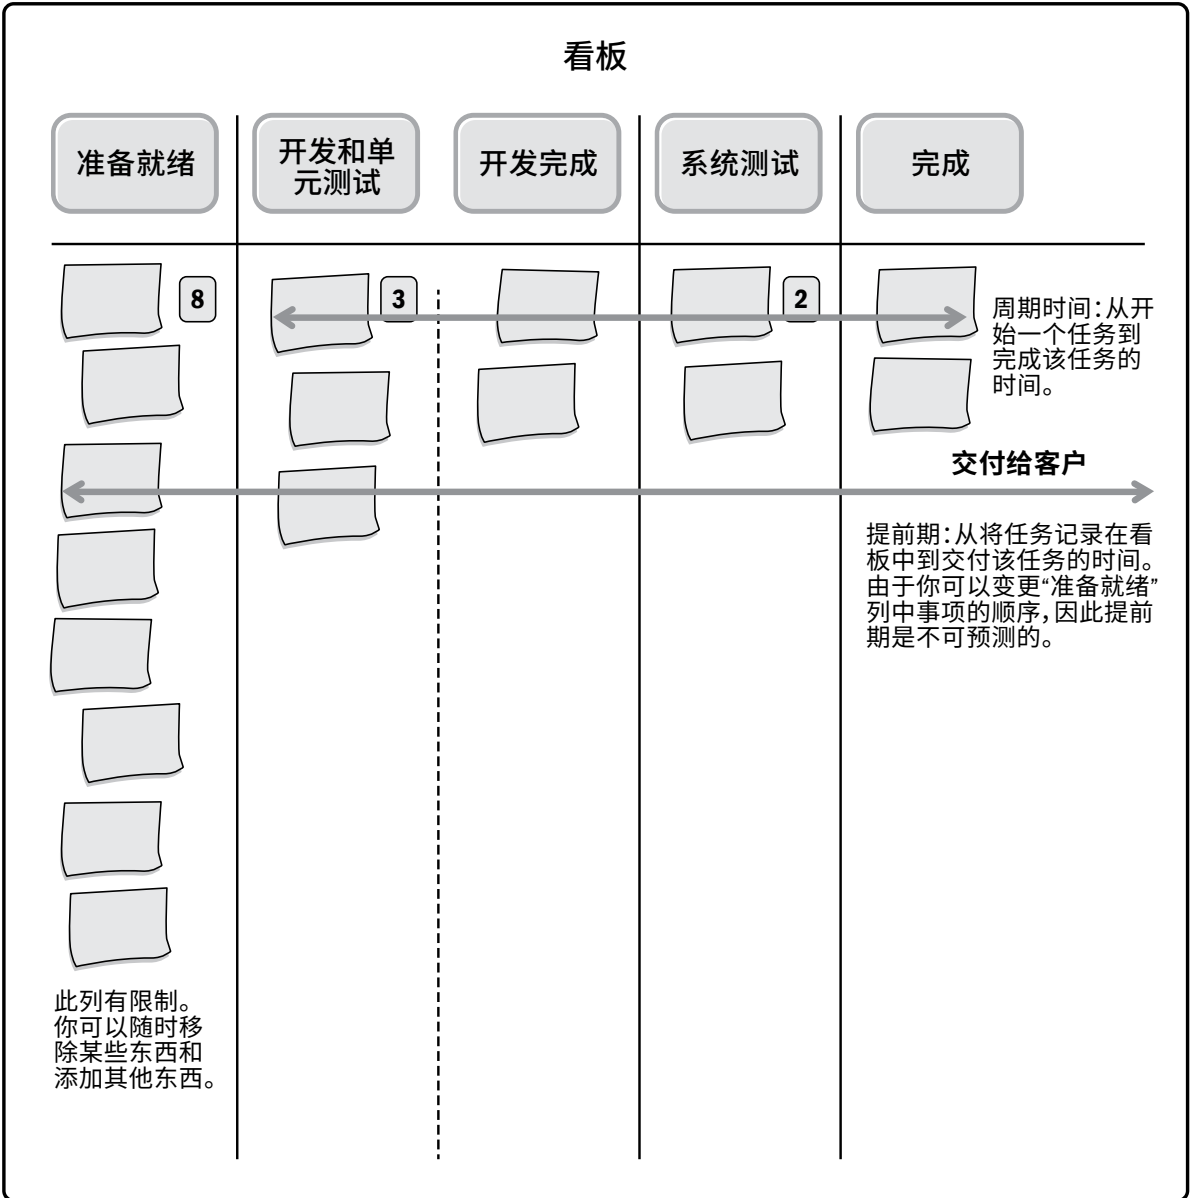 看板
准备就绪
开发和单
元测试
开发完成
系统测试
完成
8
3
2
周期时间：从开
始一个任务到
完成该任务的
时间。
交付给客户
提前期：从将任务记录在看
板中到交付该任务的时间。
由于你可以变更“准备就绪”
列中事项的顺序，因此提前
期是不可预测的。
此列有限制。
你可以随时移
除某些东西和
添加其他东西。